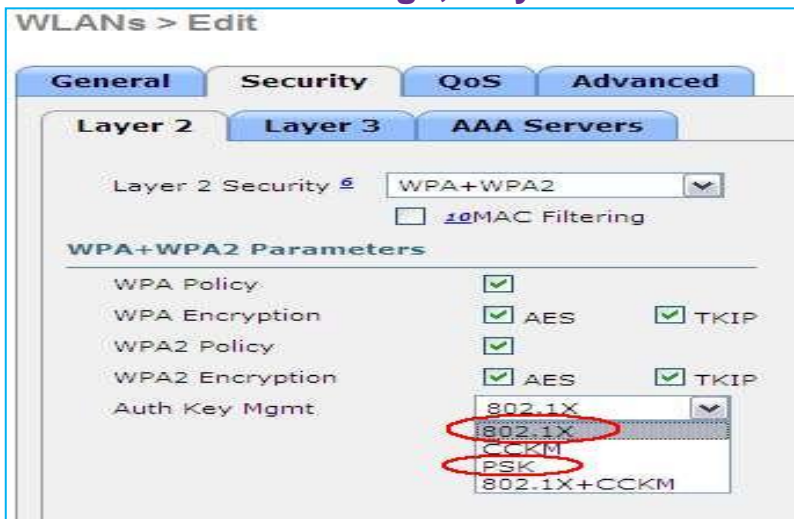 WLANs > Edit
General Security QoS Advanced
Layer 2 Layer 3 AAA Servers
Layer 2 Security 6 WPA+WPA2
10MAC Filtering
WPA+WPA2 Parameters
WPA Policy
WPA Encryption AES TKIP
WPA2 Policy
WPA2 Encryption AES TKIP
Auth Key Mgmt 802.1X
802.1X
CCKM
PSK
802.1X+CCKM